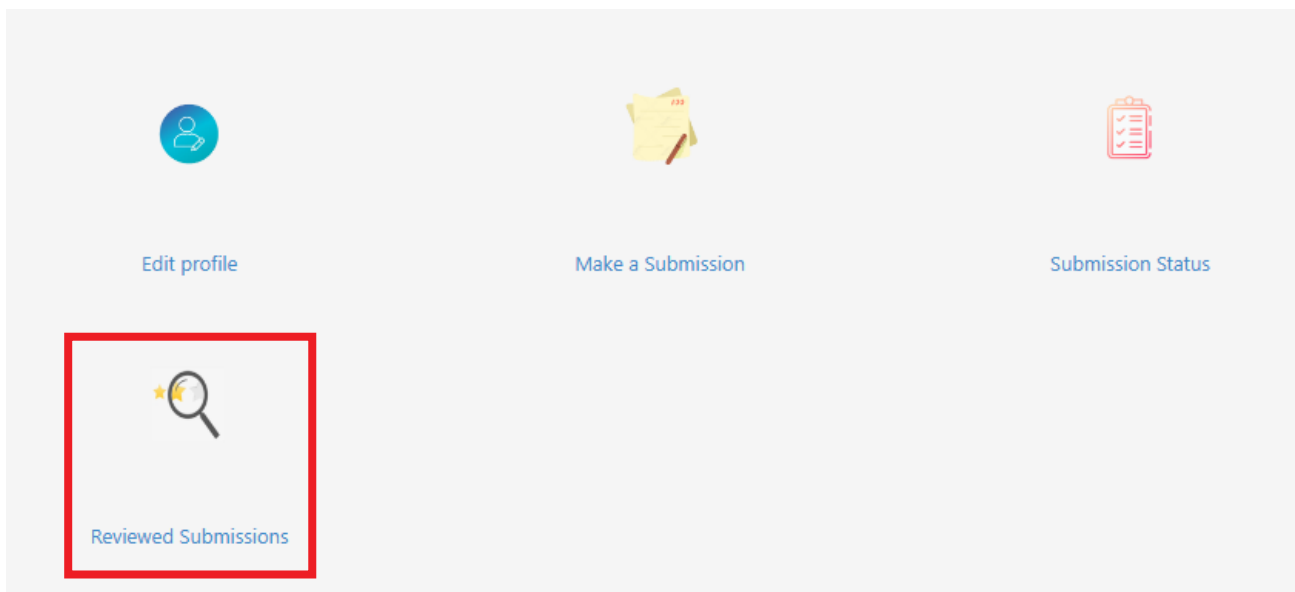 Edit profile
Make a Submission
Submission Status
Reviewed Submissions